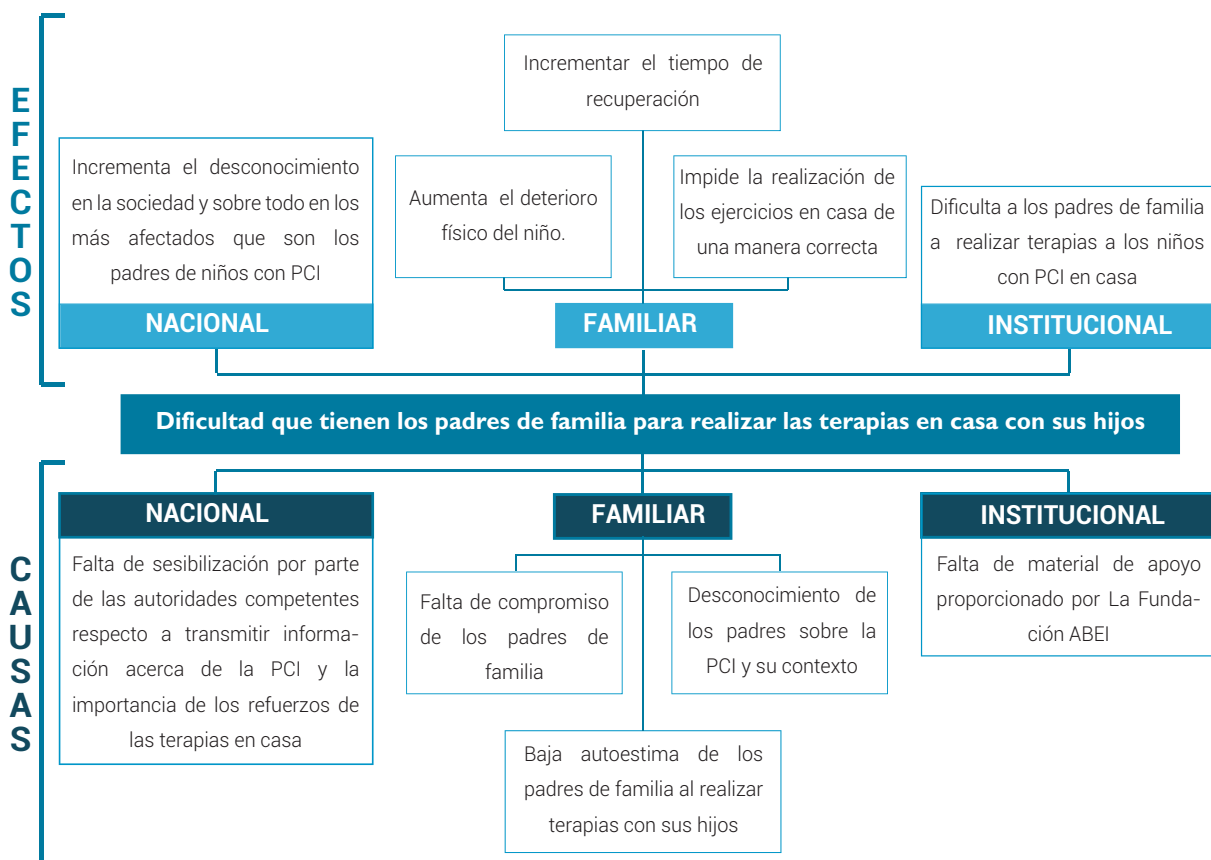 EFECTOS
Incrementar el tiempo de
recuperación
Incrementa el desconocimiento
en la sociedad y sobre todo en los
más afectados que son los
padres de niños con PCI
NACIONAL
Aumenta el deterioro
físico del niño.
Impide la realización de
los ejercicios en casa de
una manera correcta
FAMILIAR
Dificulta a los padres de familia
a realizar terapias a los niños
con PCI en casa
INSTITUCIONAL
Dificultad que tienen los padres de familia para realizar las terapias en casa con sus hijos
CAUSAS
NACIONAL
Falta de sesibilización por parte
de las autoridades competentes
respecto a transmitir informa-
ción acerca de la PCI y la
importancia de los refuerzos de
las terapias en casa
FAMILIAR
Falta de compromiso
de los padres de
familia
Desconocimiento de
los padres sobre la
PCI y su contexto
Baja autoestima de los
padres de familia al realizar
terapias con sus hijos
INSTITUCIONAL
Falta de material de apoyo
proporcionado por La Funda-
ción ABEI